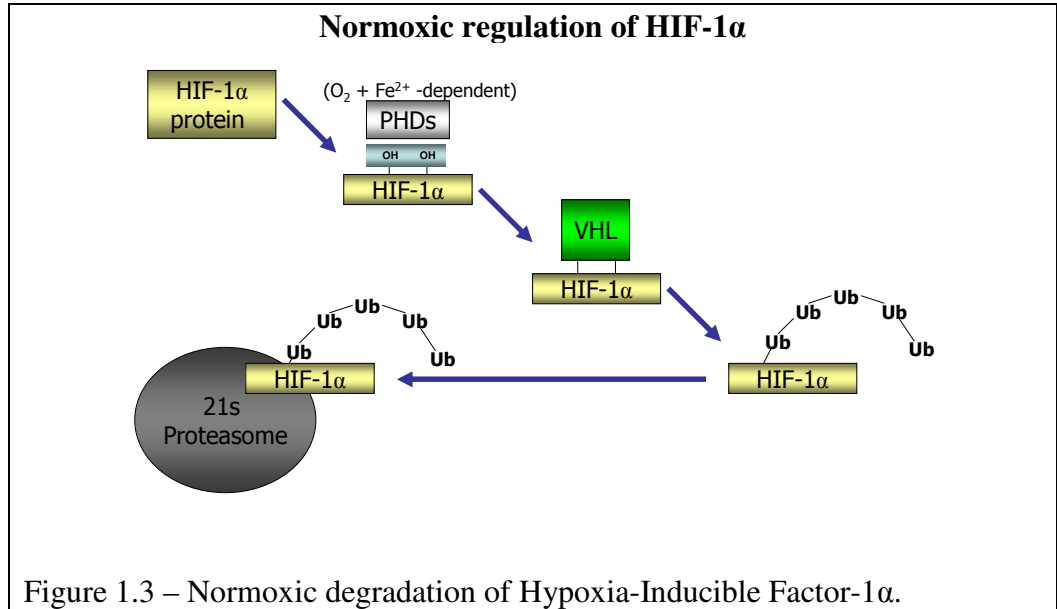 Normoxic regulation of HIF-1α
HIF-1α
protein
(O₂ + Fe²⁺ -dependent)
PHDs
OH OH
HIF-1α
VHL
HIF-1α
Ub
Ub
Ub
Ub
Ub
HIF-1α
Ub
Ub
Ub
Ub
Ub
HIF-1α
21s
Proteasome
Figure 1.3 – Normoxic degradation of Hypoxia-Inducible Factor-1α.